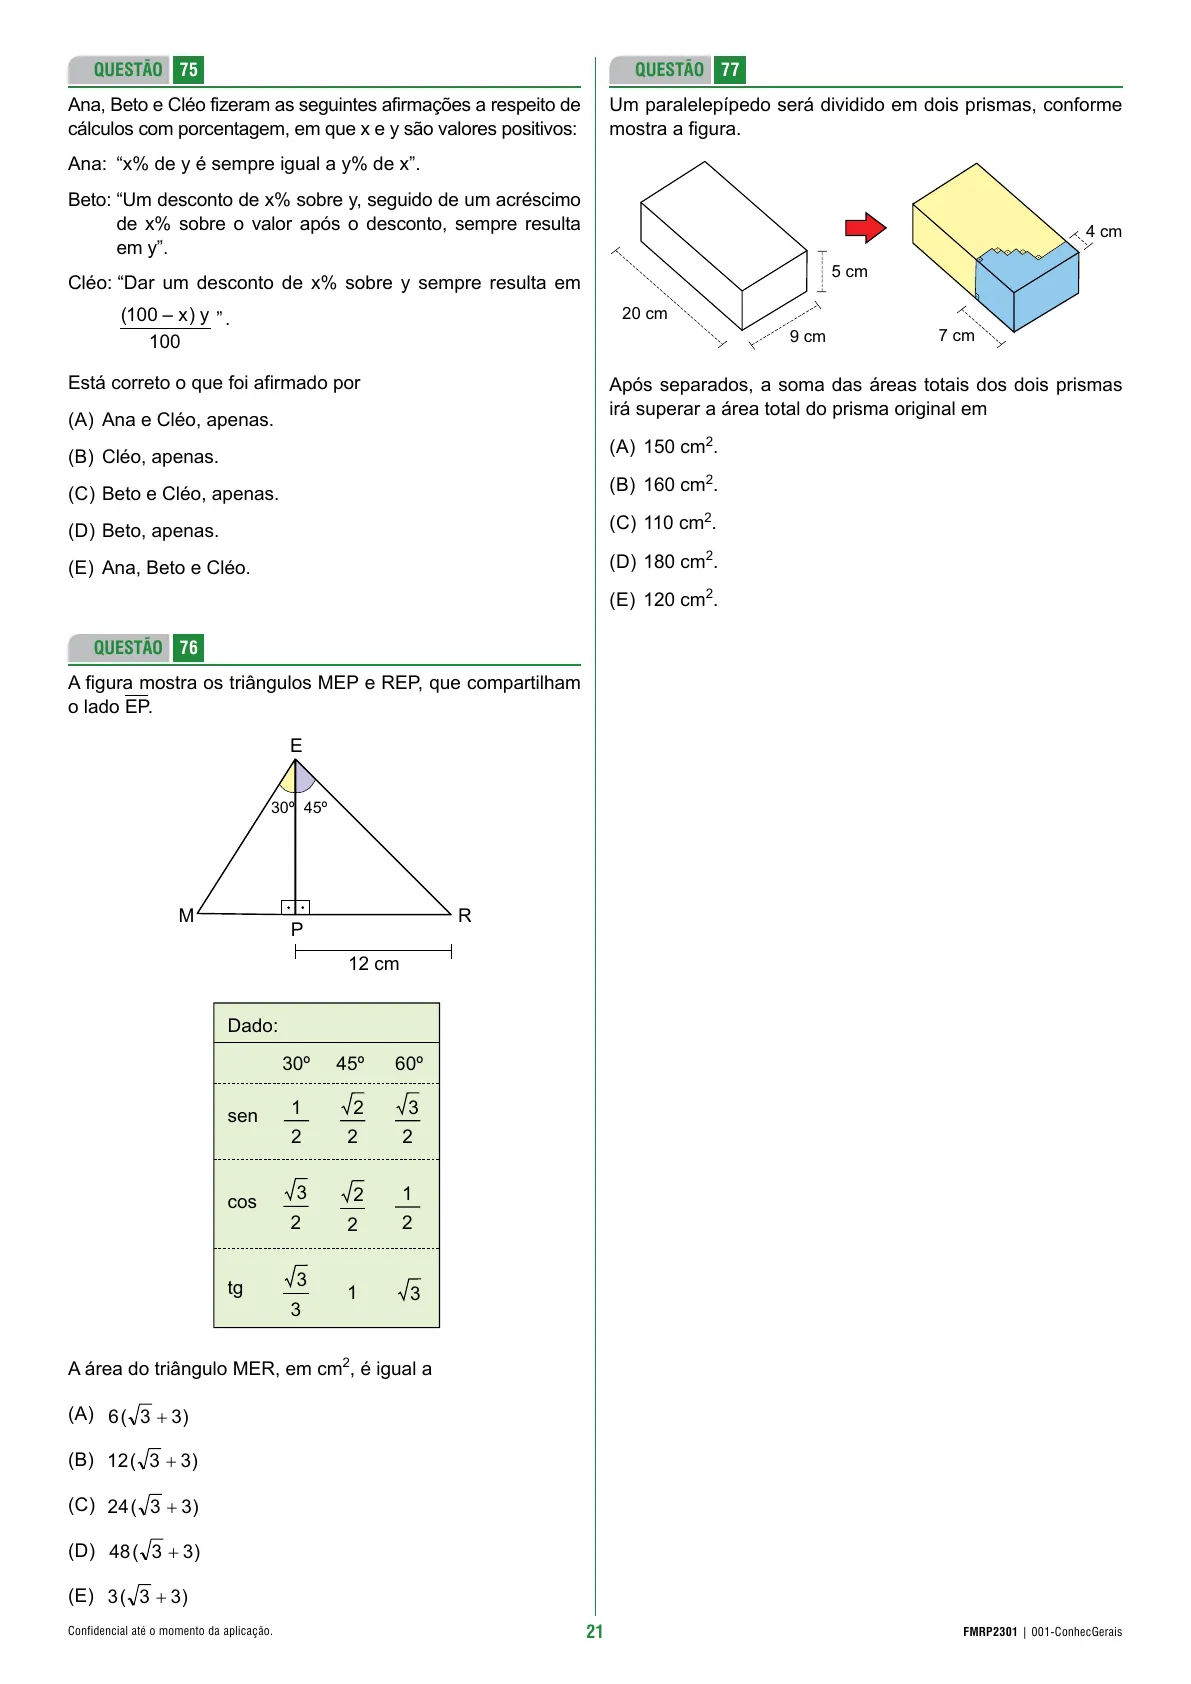 QUESTÃO 75
Ana, Beto e Cléo fizeram as seguintes afirmações a respeito de
cálculos com porcentagem, em que x e y são valores positivos:
Ana: “x% de y é sempre igual a y% de x”.
Beto: “Um desconto de x% sobre y, seguido de um acréscimo
de x% sobre o valor após o desconto, sempre resulta
em y”.
Cléo: “Dar um desconto de x% sobre y sempre resulta em
(100 – x) y ”.
100
Está correto o que foi afirmado por
(A) Ana e Cléo, apenas.
(B) Cléo, apenas.
(C) Beto e Cléo, apenas.
(D) Beto, apenas.
(E) Ana, Beto e Cléo.
QUESTÃO 76
A figura mostra os triângulos MEP e REP, que compartilham
o lado EP.
E
30º 45º
M P R
12 cm
Dado:
30º 45º 60º
sen 1/2 √2/2 √3/2
cos √3/2 √2/2 1/2
tg √3/3 1 √3
A área do triângulo MER, em cm², é igual a
(A) 6(√3 + 3)
(B) 12(√3 + 3)
(C) 24(√3 + 3)
(D) 48(√3 + 3)
(E) 3(√3 + 3)
QUESTÃO 77
Um paralelepípedo será dividido em dois prismas, conforme
mostra a figura.
4 cm
5 cm
20 cm
9 cm
7 cm
Após separados, a soma das áreas totais dos dois prismas
irá superar a área total do prisma original em
(A) 150 cm².
(B) 160 cm².
(C) 110 cm².
(D) 180 cm².
(E) 120 cm².
Confidencial até o momento da aplicação.
21
FMRP2301 | 001-ConhecGerais